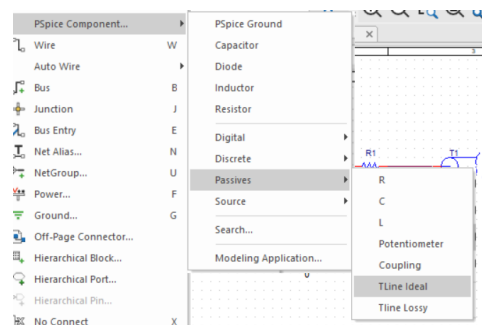 PSpice Component...
Wire W
Auto Wire
Bus B
Junction J
Bus Entry E
Net Alias... N
NetGroup... U
Power... F
Ground... G
Off-Page Connector...
Hierarchical Block...
Hierarchical Port...
Hierarchical Pin...
No Connect X
PSpice Ground
Capacitor
Diode
Inductor
Resistor
Digital
Discrete
Passives
Source
Search...
Modeling Application...
R
C
L
Potentiometer
Coupling
TLine Ideal
Tline Lossy
3
R1
T1
0